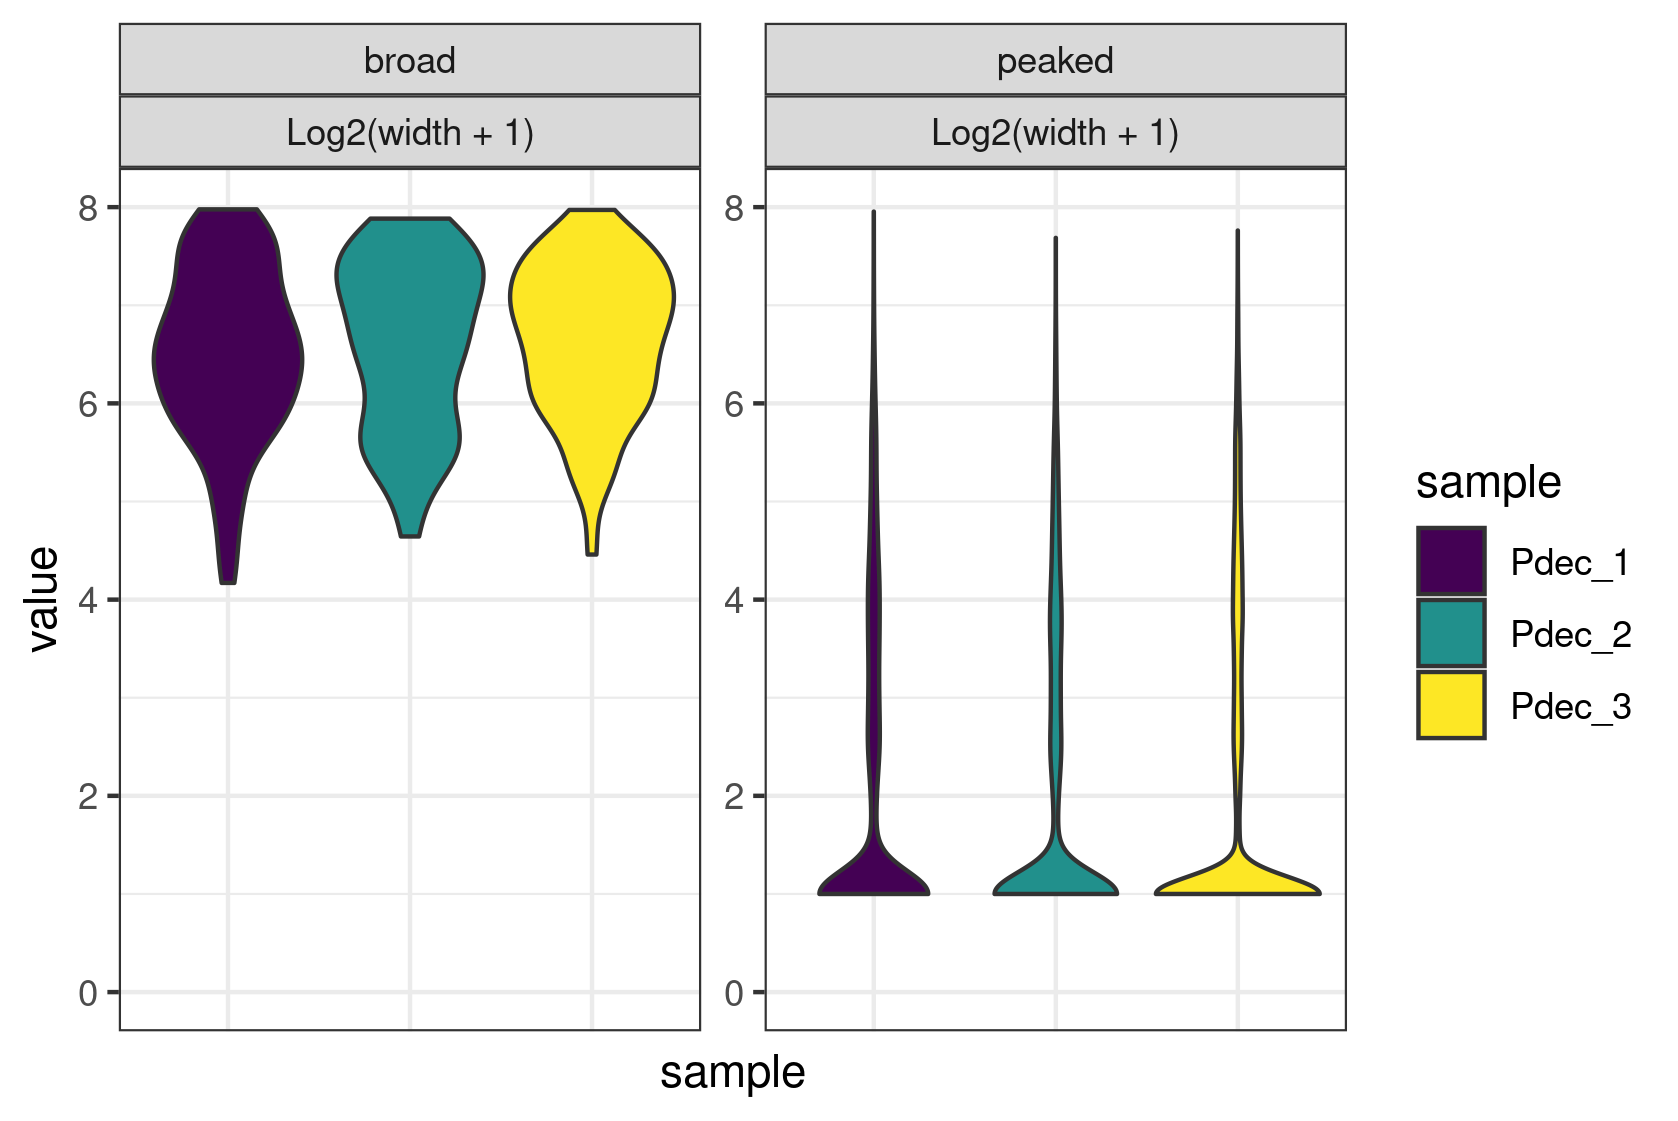 broad
peaked
Log2(width + 1)
Log2(width + 1)
8
6
4
2
0
8
6
4
2
0
value
sample
sample
Pdec_1
Pdec_2
Pdec_3